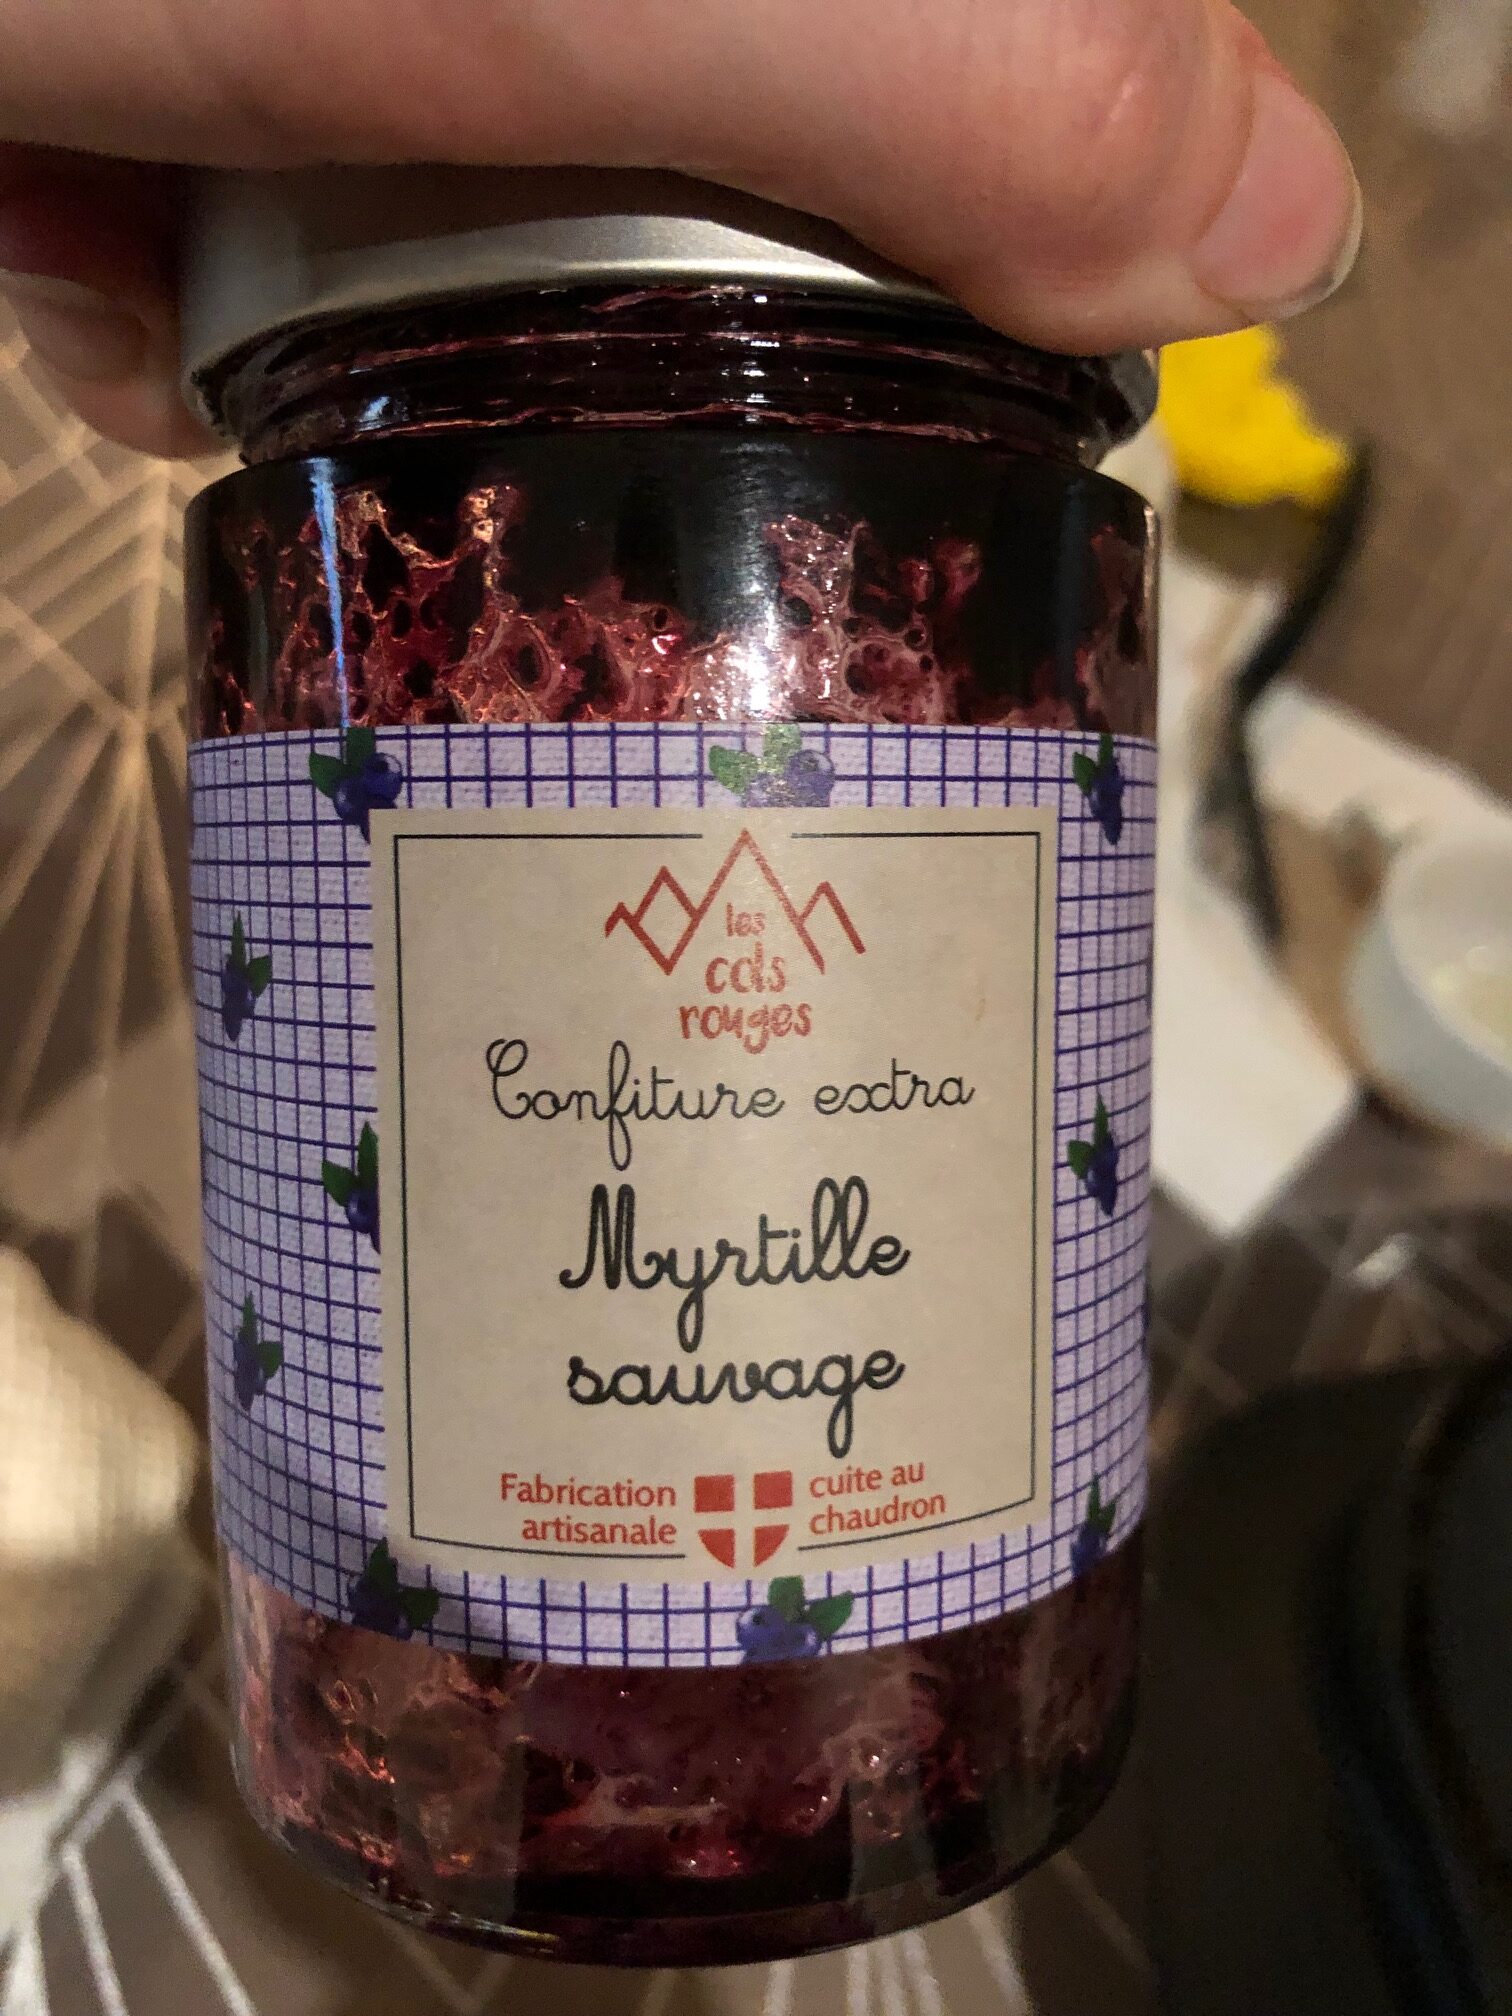 les
cols
rouges
Confiture extra
Myrtille
sauvage
Fabrication
artisanale
cuite au
chaudron